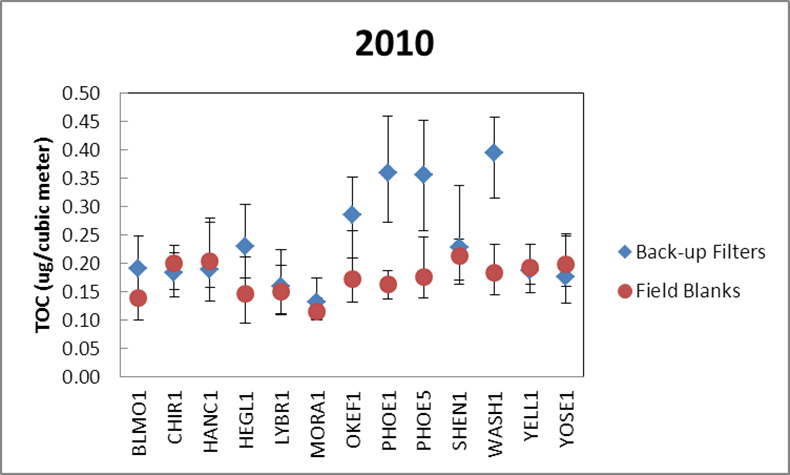 2010
TOC (ug/cubic meter)
0.50
0.45
0.40
0.35
0.30
0.25
0.20
0.15
0.10
0.05
0.00
BLMO1
CHIR1
HANC1
HEGL1
LYBR1
MORA1
OKEF1
PHOE1
PHOE5
SHEN1
WASH1
YELL1
YOSE1
Back-up Filters
Field Blanks